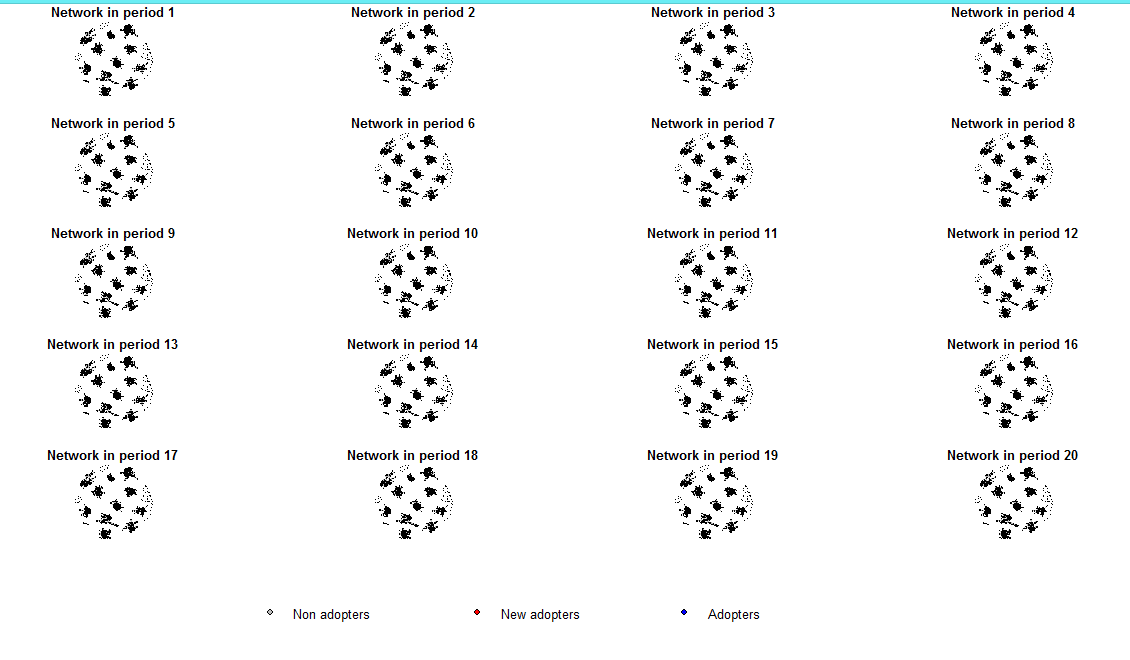 Network in period 1
Network in period 2
Network in period 3
Network in period 4
Network in period 5
Network in period 6
Network in period 7
Network in period 8
Network in period 9
Network in period 10
Network in period 11
Network in period 12
Network in period 13
Network in period 14
Network in period 15
Network in period 16
Network in period 17
Network in period 18
Network in period 19
Network in period 20
Non adopters
New adopters
Adopters